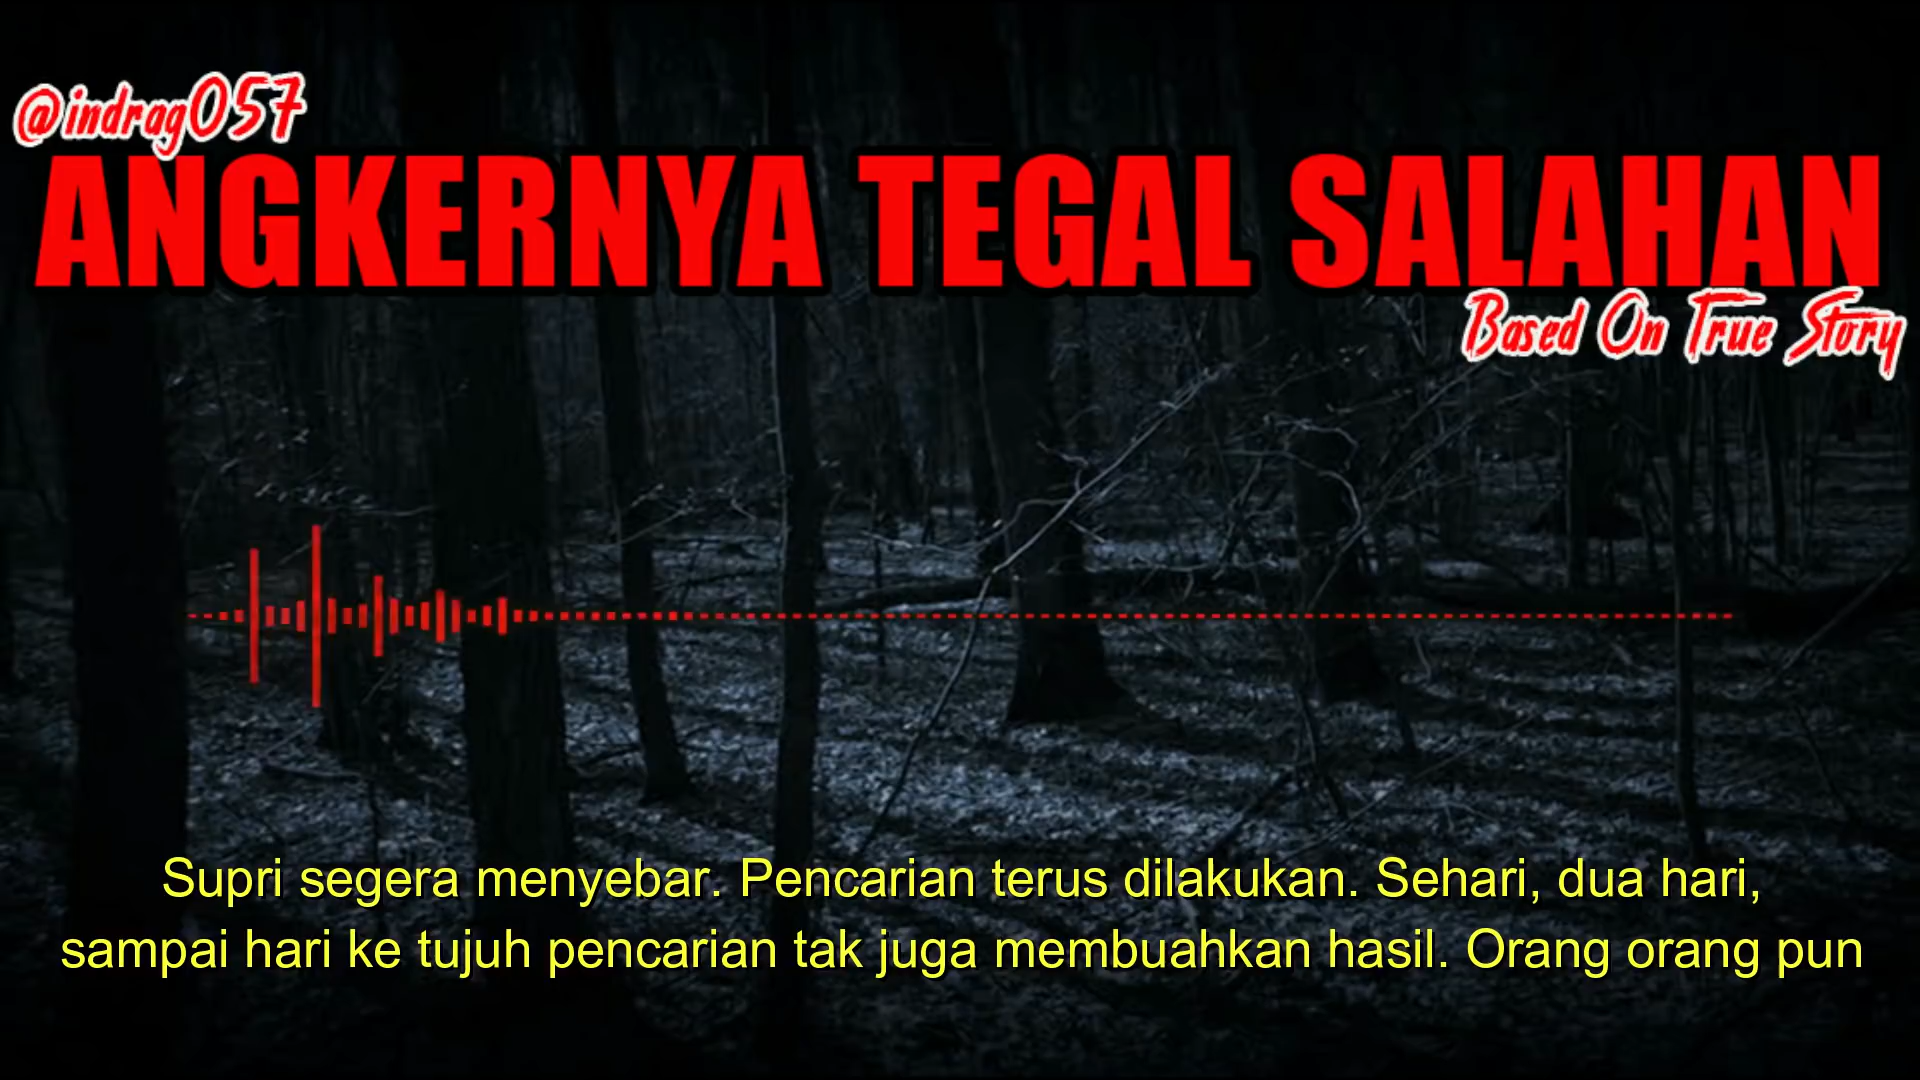 @indrag057
ANGKERNYA TEGAL SALAHAN
Based On True Story
Supri segera menyebar. Pencarian terus dilakukan. Sehari, dua hari,
sampai hari ke tujuh pencarian tak juga membuahkan hasil. Orang orang pun